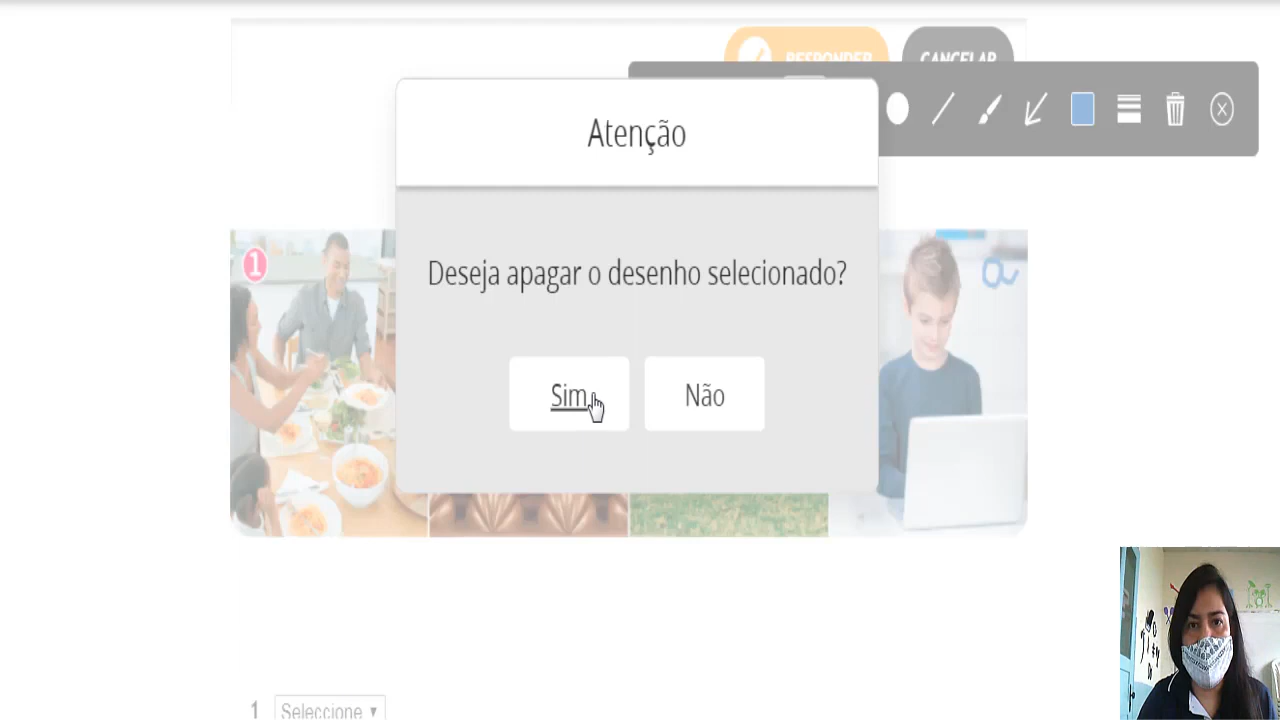 RESPONDER
CANCELAR
Atenção
1
a
Deseja apagar o desenho selecionado?
Sim
Não
1
Seleccione